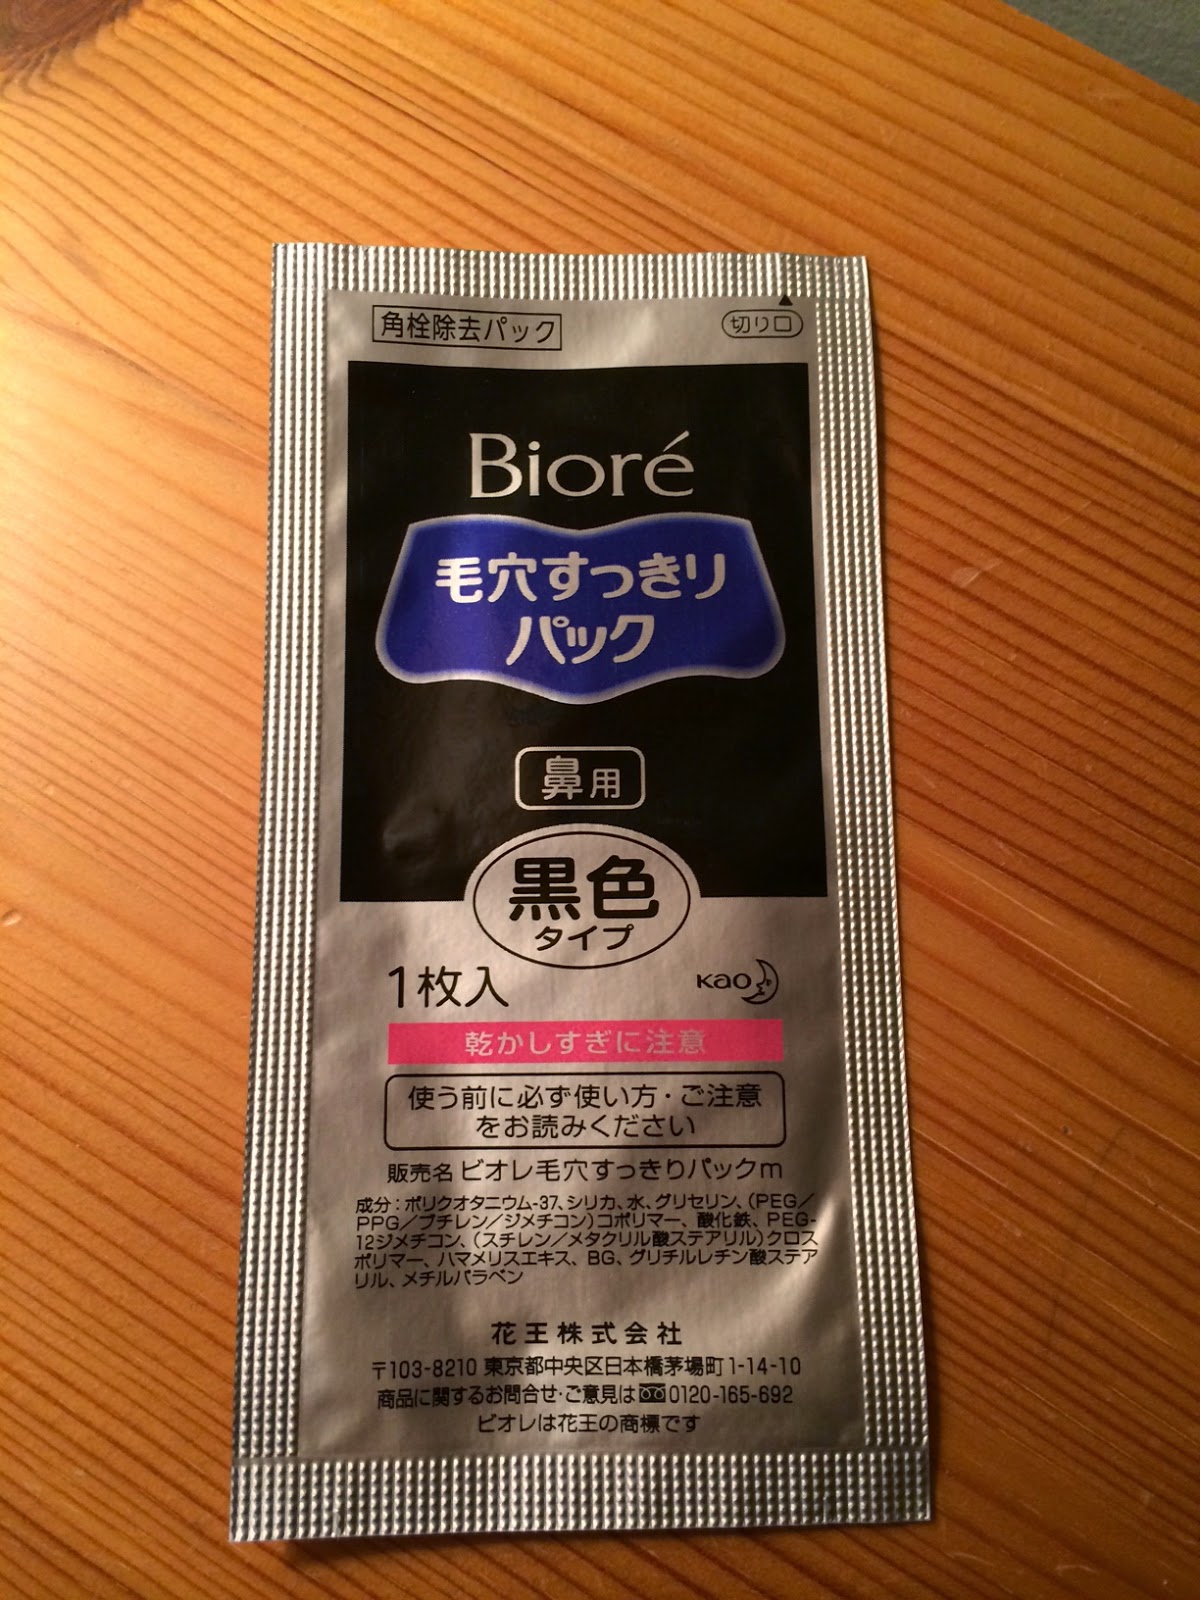 角栓除去パック
切り口
Bioré
毛穴すっきり
パック
鼻用
黒色
タイプ
1枚入
Kao
乾かしすぎに注意
使う前に必ず使い方・ご注意
をお読みください
販売名 ビオレ毛穴すっきりパックm
成分：ポリクオタニウム-37、シリカ、水、グリセリン、(PEG／
PPG／ブチレン／ジメチコン)コポリマー、酸化鉄、PEG-
12ジメチコン、(スチレン／メタクリル酸ステアリル)クロス
ポリマー、ハマメリスエキス、BG、グリチルレチン酸ステア
リル、メチルパラベン
花王株式会社
〒103-8210 東京都中央区日本橋茅場町1-14-10
商品に関するお問合せ・ご意見は 0120-165-692
ビオレは花王の商標です